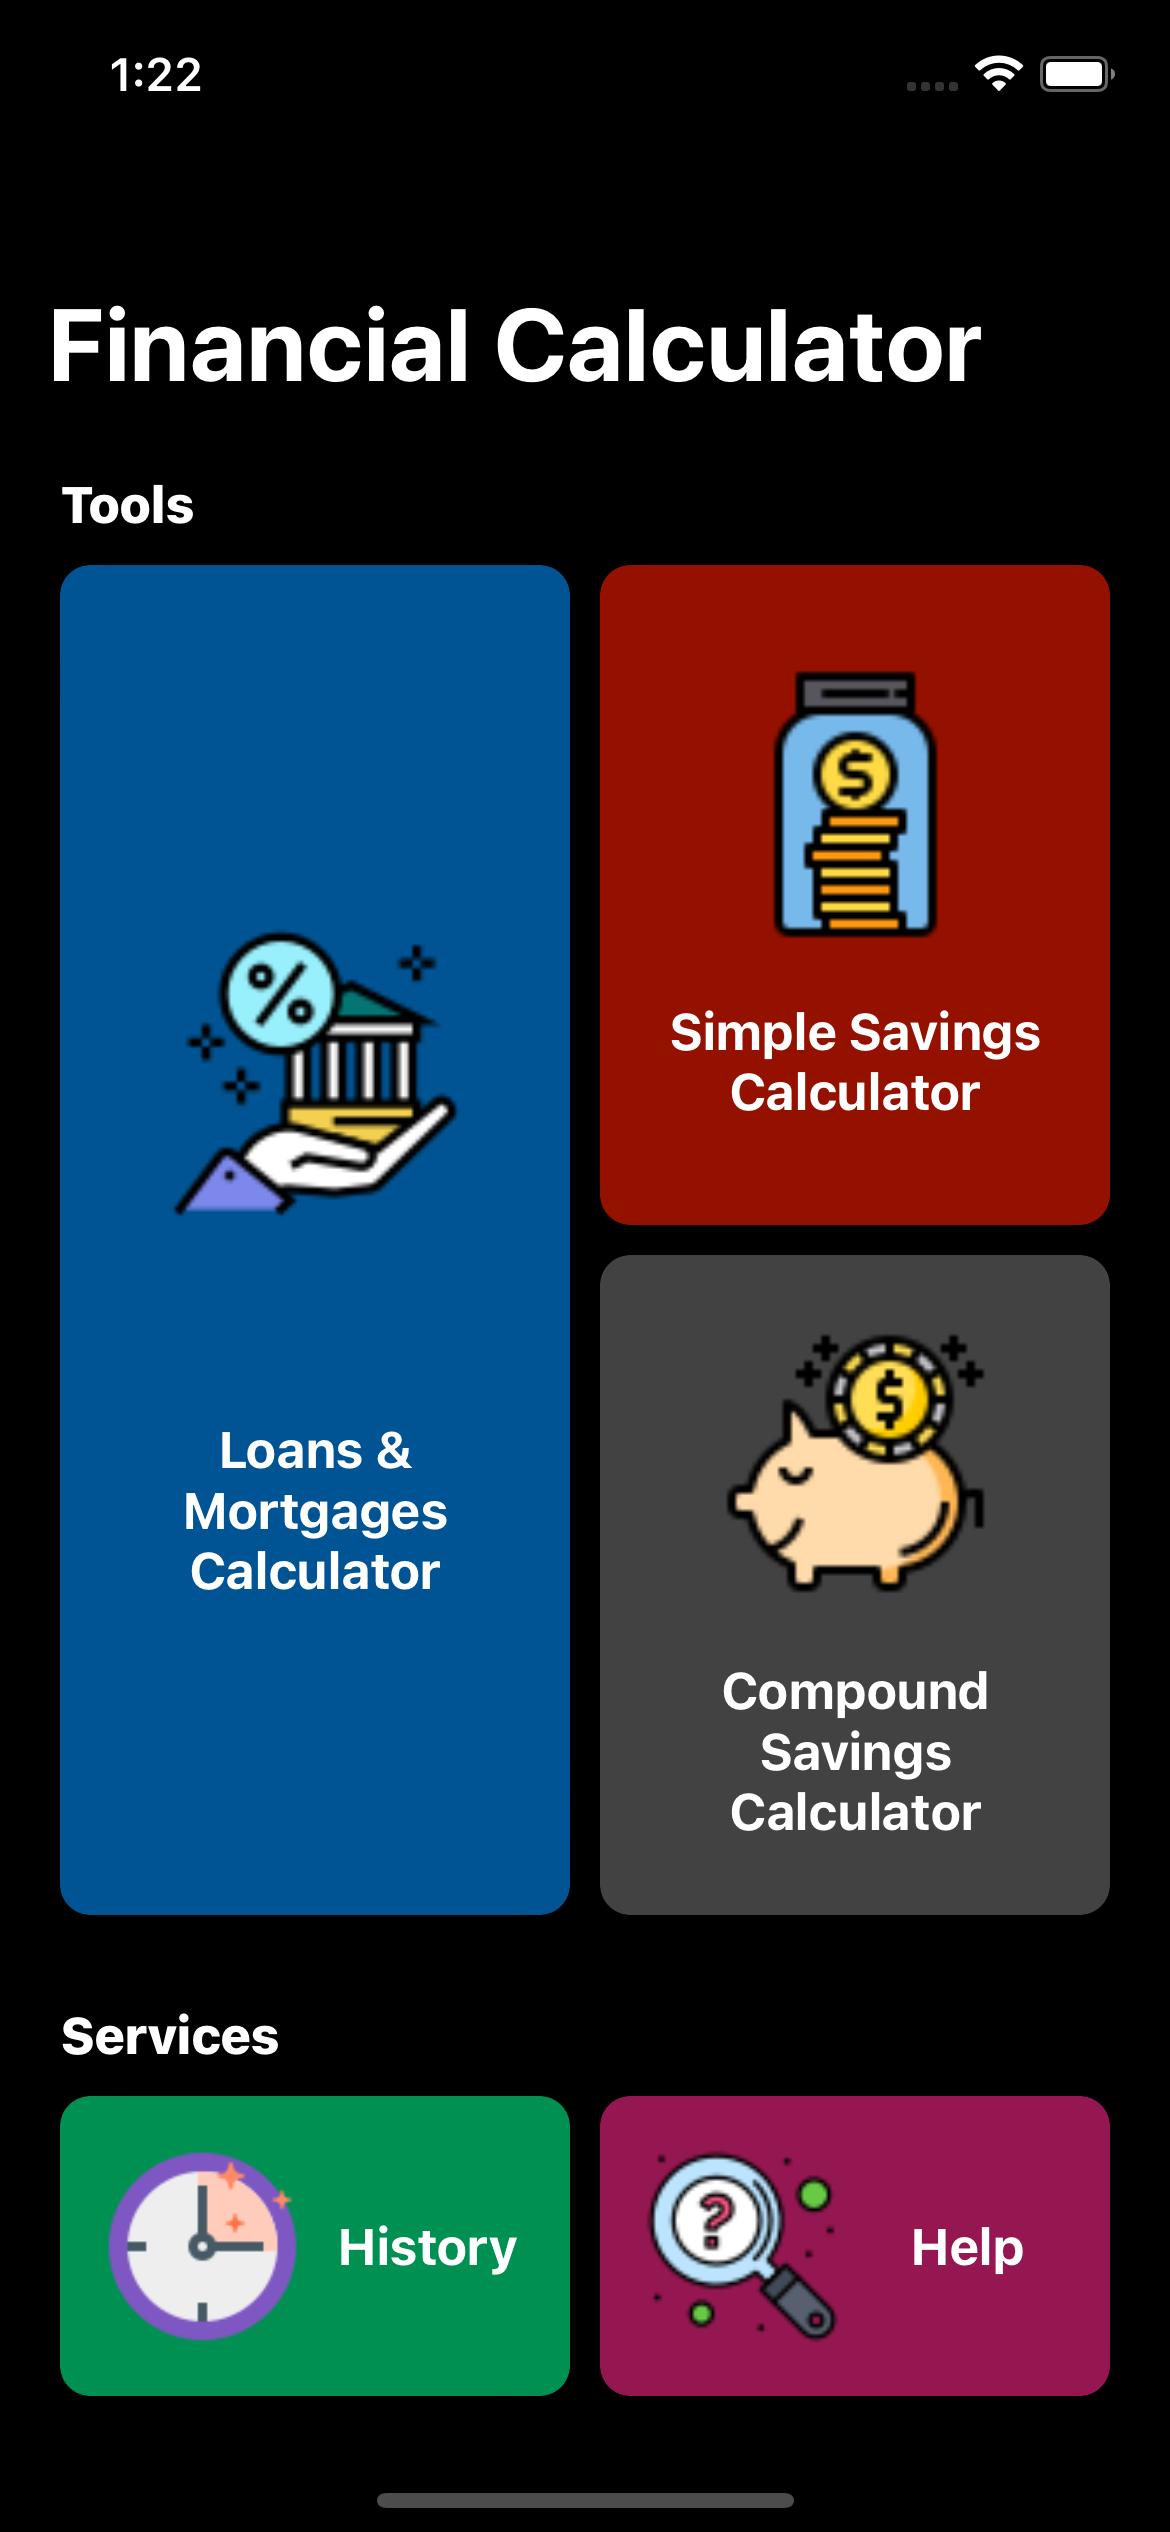 1:22
Financial Calculator
Tools
Loans &
Mortgages
Calculator
Simple Savings
Calculator
Compound
Savings
Calculator
Services
History
Help